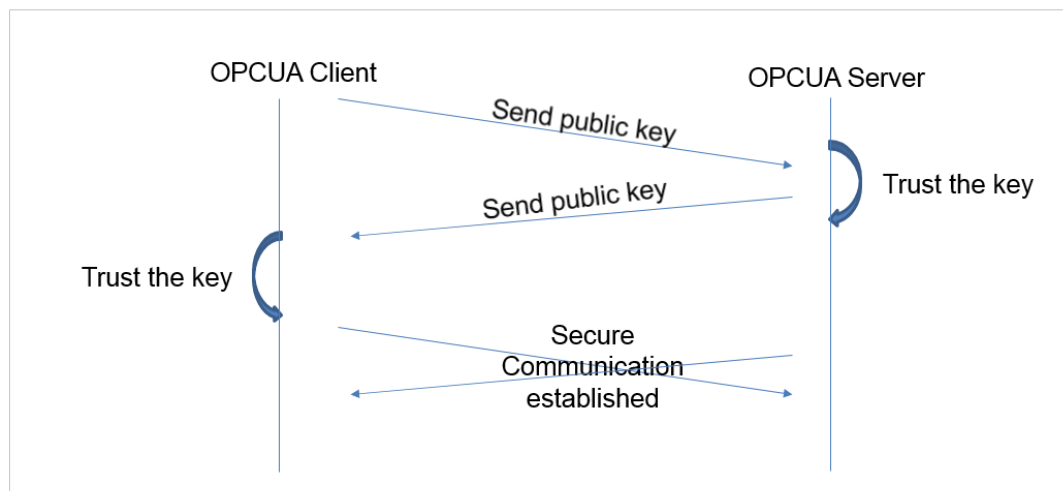 OPCUA Client
OPCUA Server
Send public key
Trust the key
Send public key
Trust the key
Secure
Communication
established